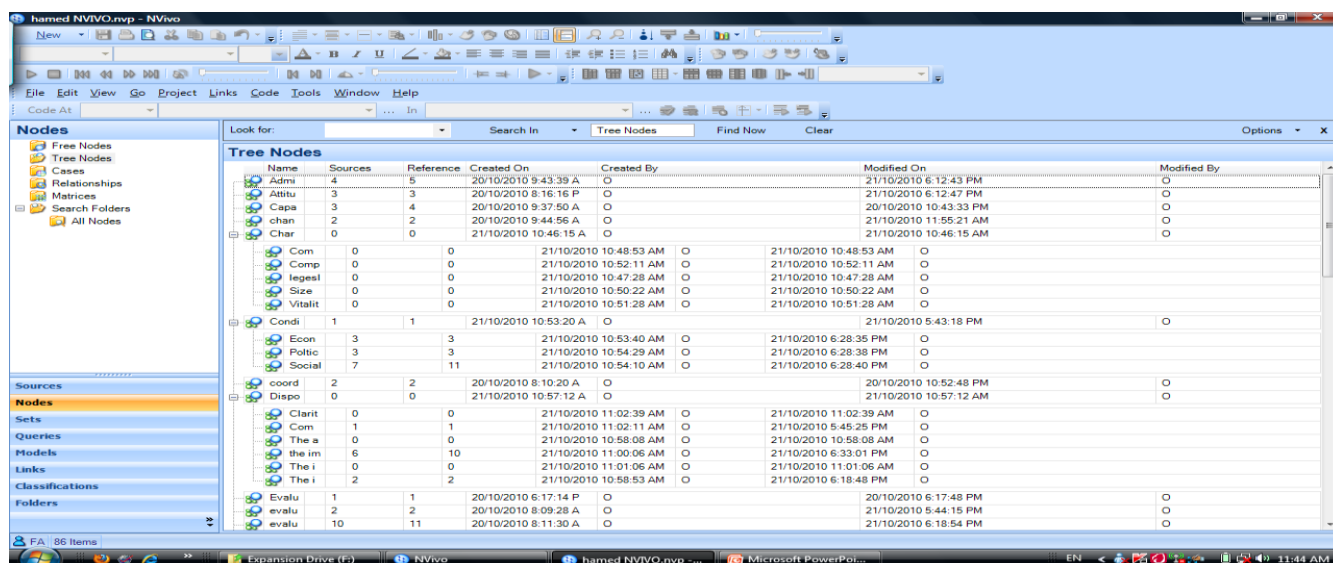 hamed NVIVO.nvp - NVivo
New
File Edit View Go Project Links Code Tools Window Help
Code At ... In
Nodes
Look for: Search In Tree Nodes Find Now Clear Options x
Free Nodes
Tree Nodes
Cases
Relationships
Matrices
Search Folders
All Nodes
Tree Nodes
Name Sources Reference Created On Created By Modified On Modified By
Admi 4 5 20/10/2010 9:43:39 A O 21/10/2010 6:12:43 PM O
Attitu 3 3 20/10/2010 8:16:16 P O 21/10/2010 6:12:47 PM O
Capa 3 4 20/10/2010 9:37:50 A O 20/10/2010 10:43:33 PM O
chan 2 2 20/10/2010 9:44:56 A O 21/10/2010 11:55:21 AM O
Char 0 0 21/10/2010 10:46:15 A O 21/10/2010 10:46:15 AM O
Com 0 0 21/10/2010 10:48:53 AM O 21/10/2010 10:48:53 AM O
Comp 0 0 21/10/2010 10:52:11 AM O 21/10/2010 10:52:11 AM O
legesl 0 0 21/10/2010 10:47:28 AM O 21/10/2010 10:47:28 AM O
Size 0 0 21/10/2010 10:50:22 AM O 21/10/2010 10:50:22 AM O
Vitalit 0 0 21/10/2010 10:51:28 AM O 21/10/2010 10:51:28 AM O
Condi 1 1 21/10/2010 10:53:20 A O 21/10/2010 5:43:18 PM O
Econ 3 3 21/10/2010 10:53:40 AM O 21/10/2010 6:28:35 PM O
Poltic 3 3 21/10/2010 10:54:29 AM O 21/10/2010 6:28:38 PM O
Social 7 11 21/10/2010 10:54:10 AM O 21/10/2010 6:28:40 PM O
coord 2 2 20/10/2010 8:10:20 A O 20/10/2010 10:52:48 PM O
Dispo 0 0 21/10/2010 10:57:12 A O 21/10/2010 10:57:12 AM O
Clarit 0 0 21/10/2010 11:02:39 AM O 21/10/2010 11:02:39 AM O
Com 1 1 21/10/2010 11:02:11 AM O 21/10/2010 5:45:25 PM O
The a 0 0 21/10/2010 10:58:08 AM O 21/10/2010 10:58:08 AM O
the im 6 10 21/10/2010 11:00:06 AM O 21/10/2010 6:33:01 PM O
The i 0 0 21/10/2010 11:01:06 AM O 21/10/2010 11:01:06 AM O
The i 2 2 21/10/2010 10:58:53 AM O 21/10/2010 6:18:48 PM O
Evalu 1 1 20/10/2010 6:17:14 P O 20/10/2010 6:17:48 PM O
evalu 2 2 20/10/2010 8:09:28 A O 21/10/2010 5:44:15 PM O
evalu 10 11 20/10/2010 8:11:30 A O 21/10/2010 6:18:54 PM O
Sources
Nodes
Sets
Queries
Models
Links
Classifications
Folders
FA 86 Items
Expansion Drive (F:) NVivo hamed NVIVO.nvp -... Microsoft PowerPoi... EN 11:44 AM